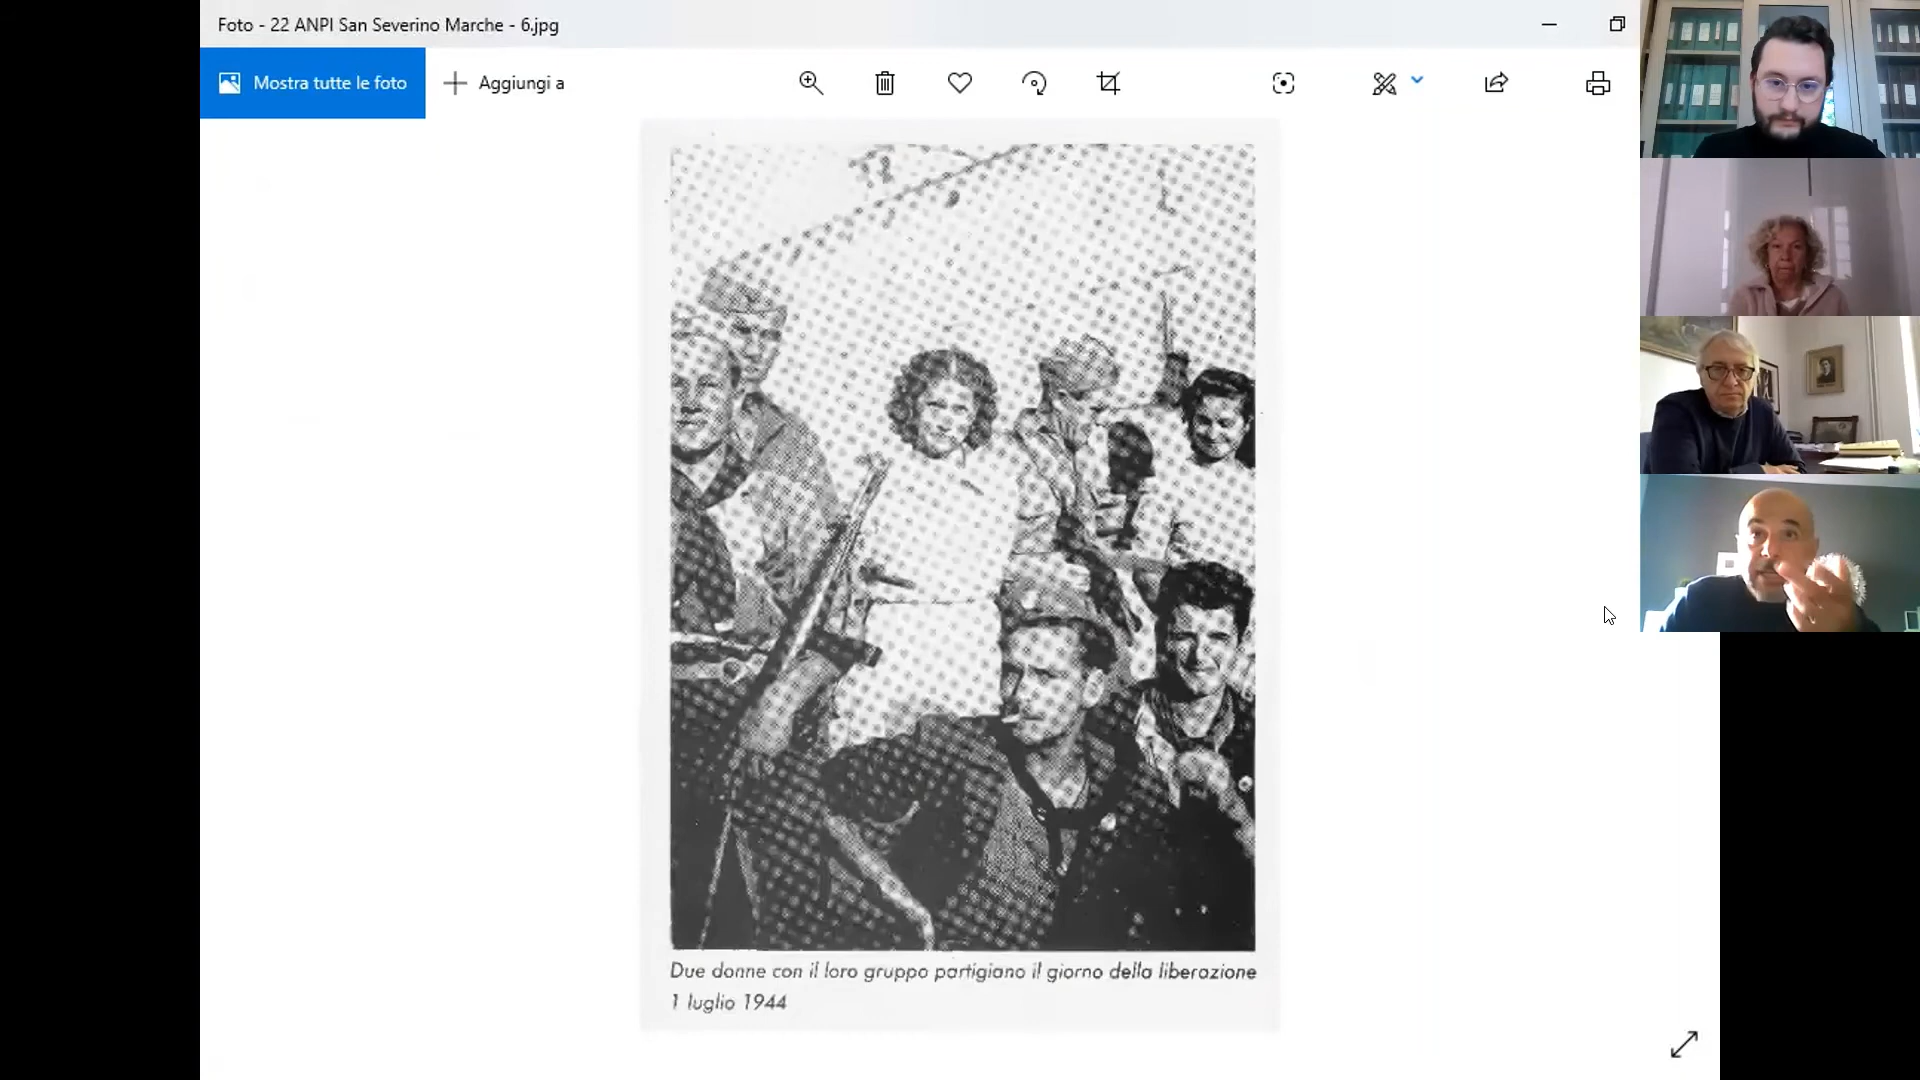 Foto - 22 ANPI San Severino Marche - 6.jpg
Mostra tutte le foto
Aggiungi a
Due donne con il loro gruppo partigiano il giorno della liberazione
1 luglio 1944